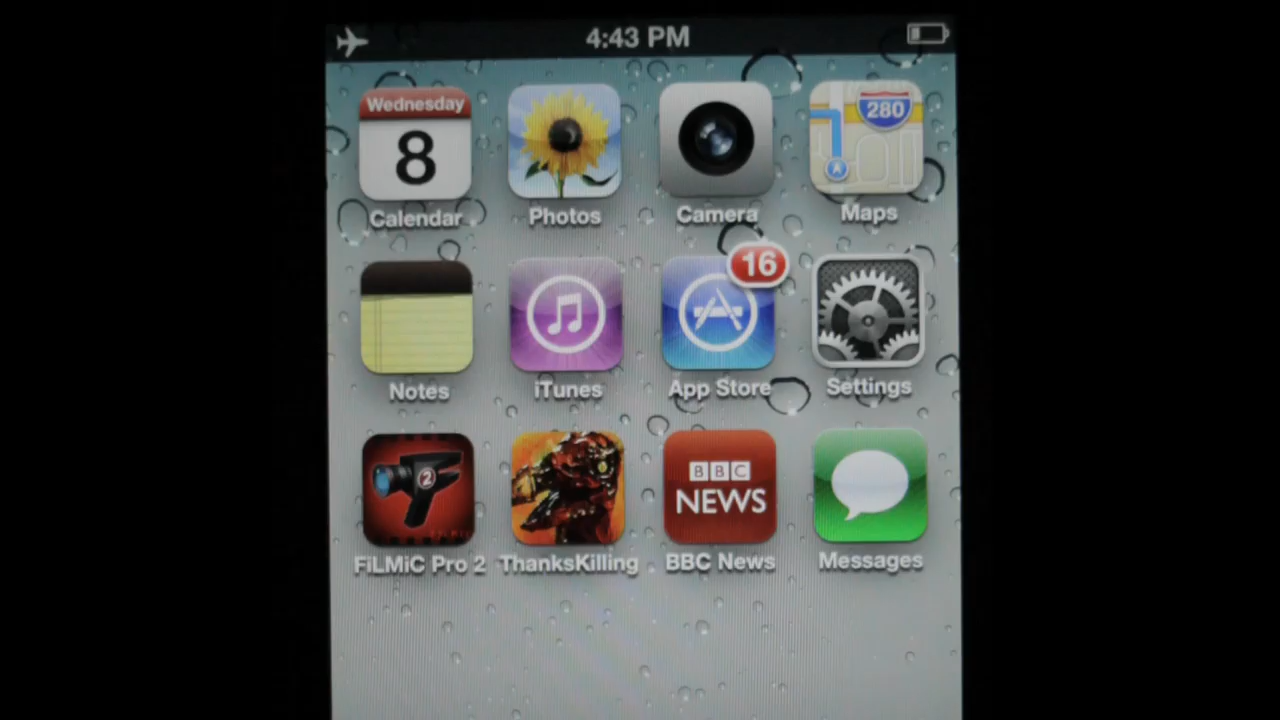 4:43 PM
Wednesday
8
280
A
Calendar
Photos
Camera
Maps
16
Notes
iTunes
App Store
Settings
2
BBC
NEWS
FiLMiC Pro 2
ThanksKilling
BBC News
Messages